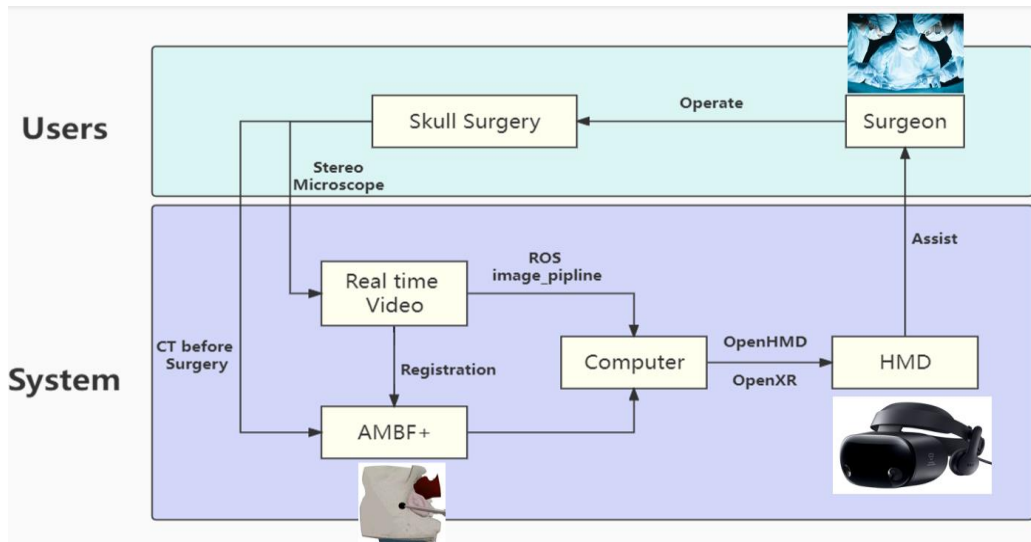 Operate
Skull Surgery
Surgeon
Users
Stereo
Microscope
Assist
ROS
image_pipline
Real time
Video
CT before
Surgery
Registration
Computer
OpenHMD
OpenXR
HMD
System
AMBF+